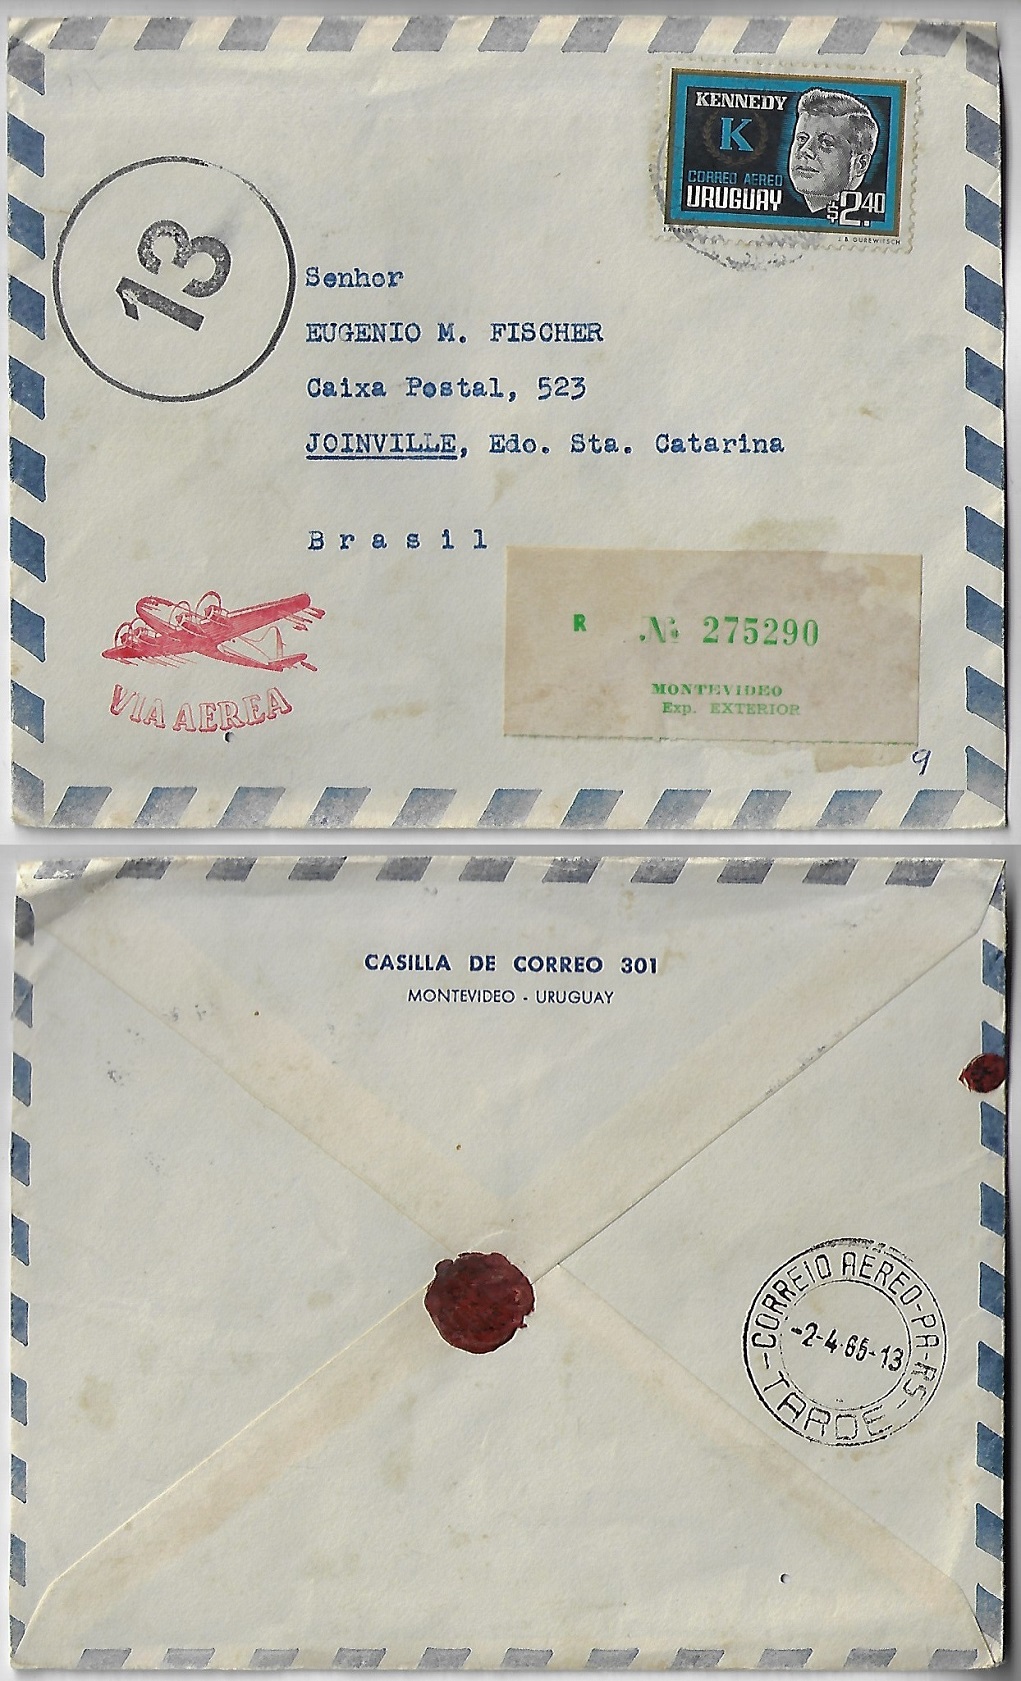 KENNEDY
K
CORREO AEREO
URUGUAY
$2.40
J.B. GUREWITSCH
13
Senhor
EUGENIO M. FISCHER
Caixa Postal, 523
JOINVILLE, Edo. Sta. Catarina
Brasil
R № 275290
MONTEVIDEO
Exp. EXTERIOR
VIA AEREA
9
CASILLA DE CORREO 301
MONTEVIDEO - URUGUAY
-CORREIO AEREO-PA-RS-
-2-4-65-13
TARDE